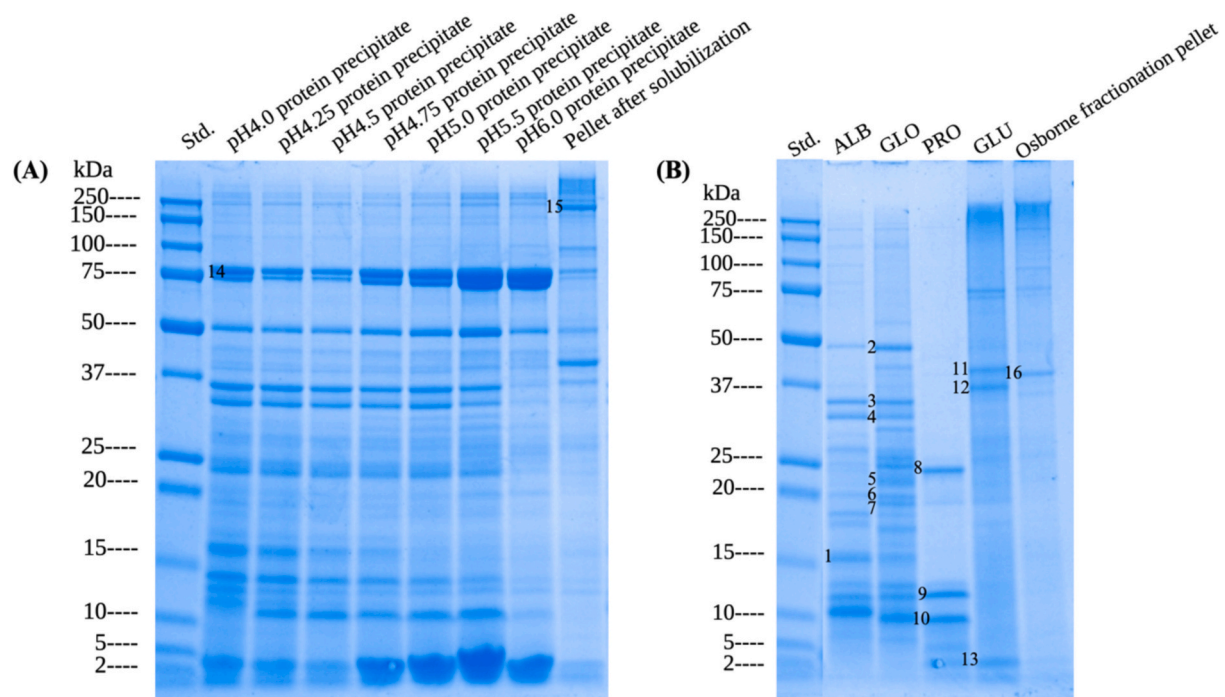 Std.
pH4.0 protein precipitate
pH4.25 protein precipitate
pH4.5 protein precipitate
pH4.75 protein precipitate
pH5.0 protein precipitate
pH5.5 protein precipitate
pH6.0 protein precipitate
Pellet after solubilization
(A)
kDa
250----
150----
100----
75----
50----
37----
25----
20----
15----
10----
5----
2----
14
15
Std.
ALB
GLO
PRO
GLU
Osborne fractionation pellet
(B)
kDa
250----
150----
100----
75----
50----
37----
25----
20----
15----
10----
5----
2----
1
2
3
4
5
6
7
8
9
10
11
12
13
16